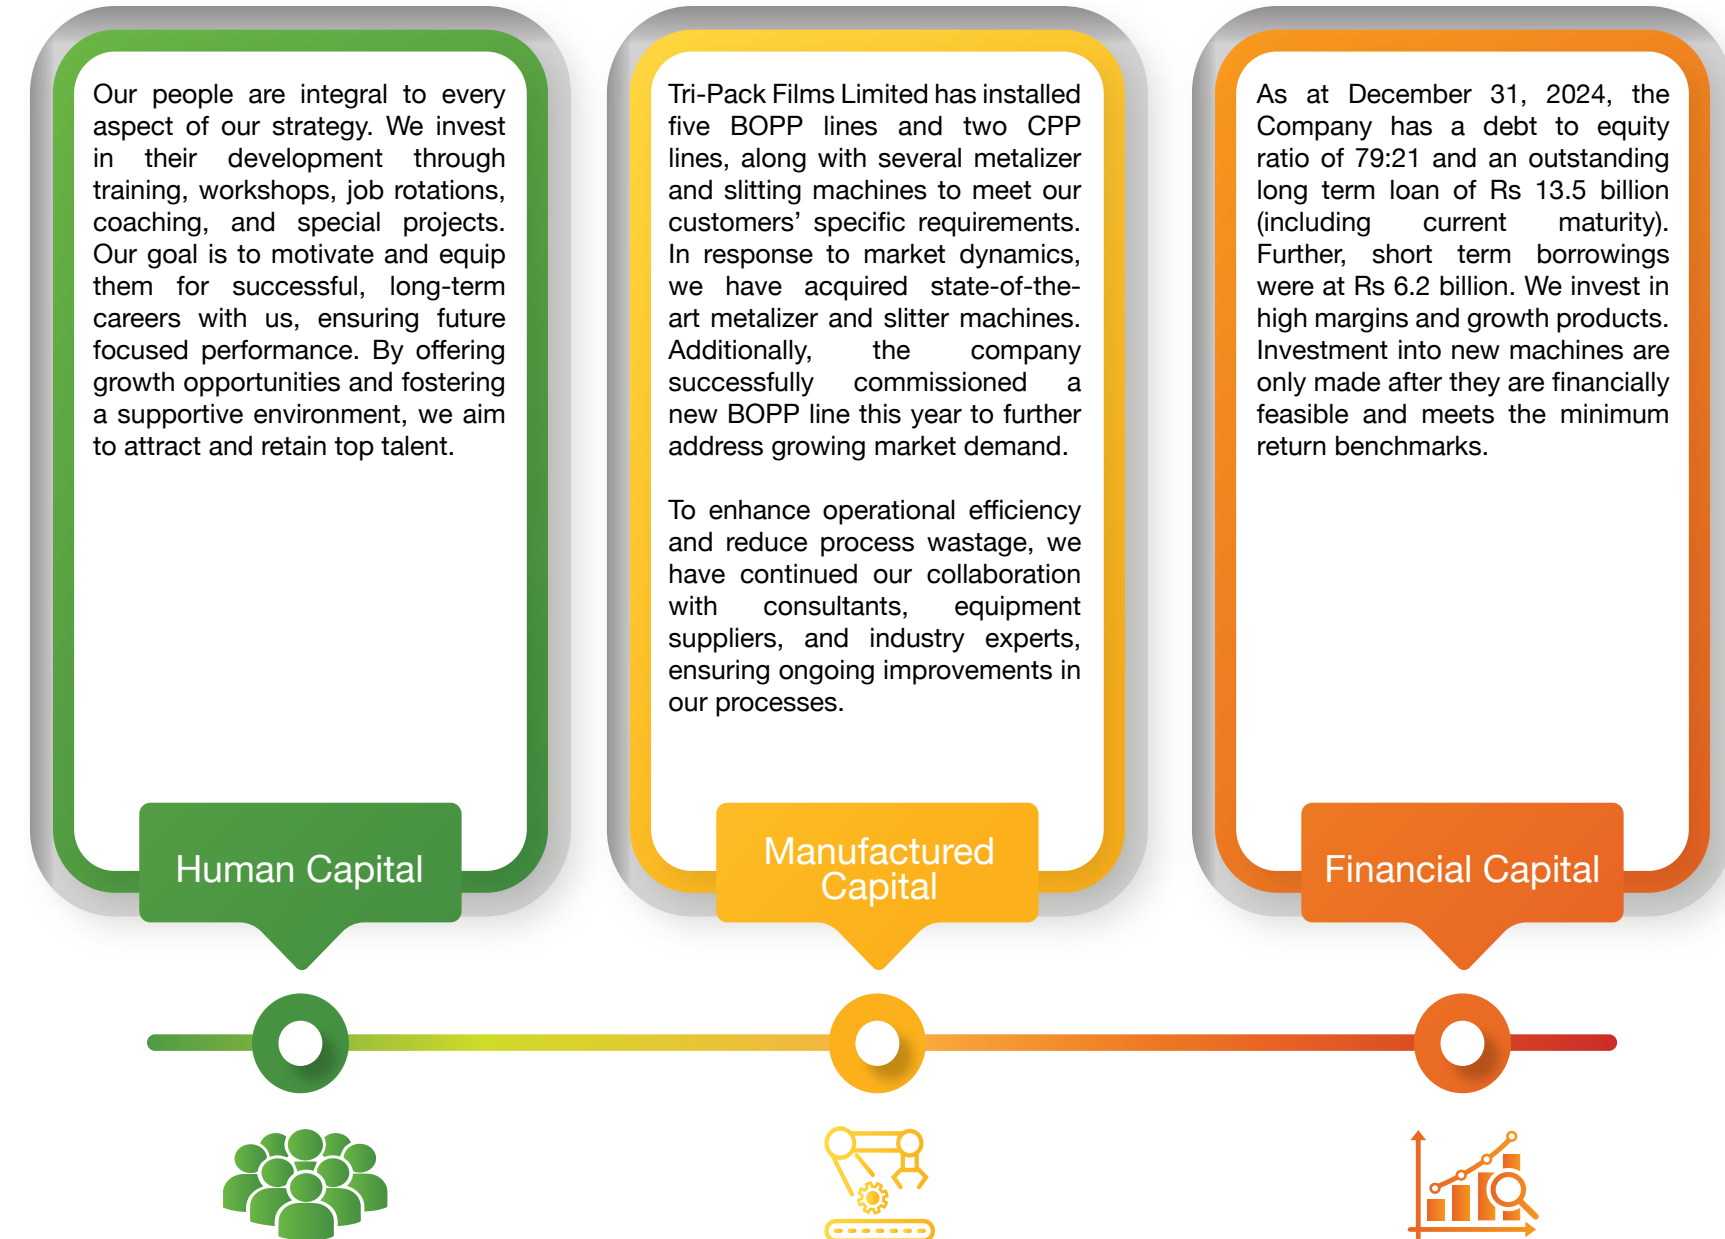 Our people are integral to every
aspect of our strategy. We invest
in their development through
training, workshops, job rotations,
coaching, and special projects.
Our goal is to motivate and equip
them for successful, long-term
careers with us, ensuring future
focused performance. By offering
growth opportunities and fostering
a supportive environment, we aim
to attract and retain top talent.
Human Capital
Tri-Pack Films Limited has installed
five BOPP lines and two CPP
lines, along with several metalizer
and slitting machines to meet our
customers’ specific requirements.
In response to market dynamics,
we have acquired state-of-the-
art metalizer and slitter machines.
Additionally, the company
successfully commissioned a
new BOPP line this year to further
address growing market demand.
To enhance operational efficiency
and reduce process wastage, we
have continued our collaboration
with consultants, equipment
suppliers, and industry experts,
ensuring ongoing improvements in
our processes.
Manufactured
Capital
As at December 31, 2024, the
Company has a debt to equity
ratio of 79:21 and an outstanding
long term loan of Rs 13.5 billion
(including current maturity).
Further, short term borrowings
were at Rs 6.2 billion. We invest in
high margins and growth products.
Investment into new machines are
only made after they are financially
feasible and meets the minimum
return benchmarks.
Financial Capital